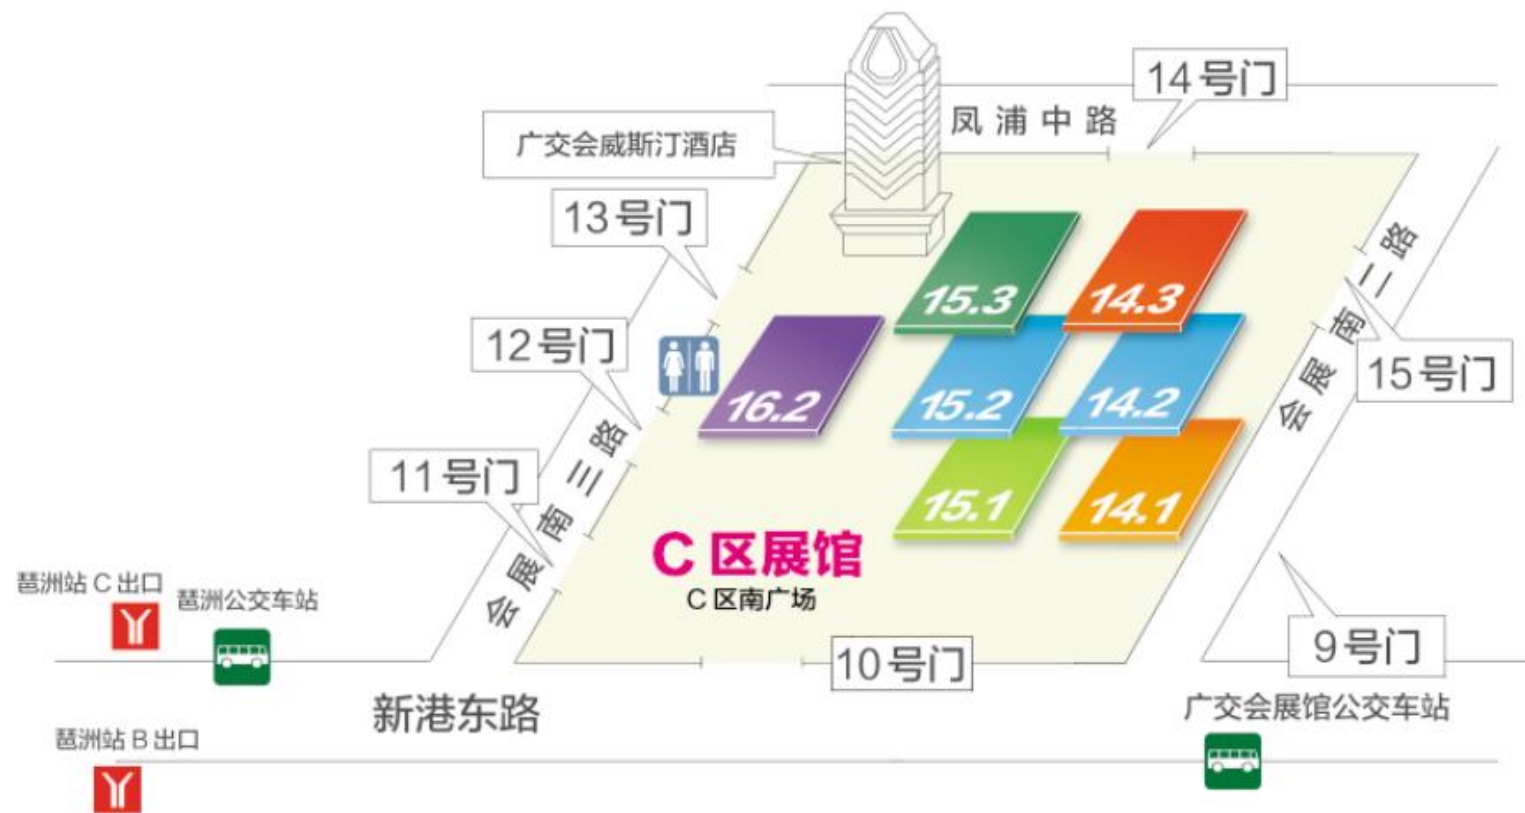 14号门
凤浦中路
广交会威斯汀酒店
13号门
15.3
14.3
会展南二路
12号门
16.2
15.2
14.2
15号门
会展南三路
11号门
15.1
14.1
C 区展馆
C 区南广场
琶洲站 C 出口
琶洲公交车站
10号门
9号门
新港东路
广交会展馆公交车站
琶洲站 B 出口